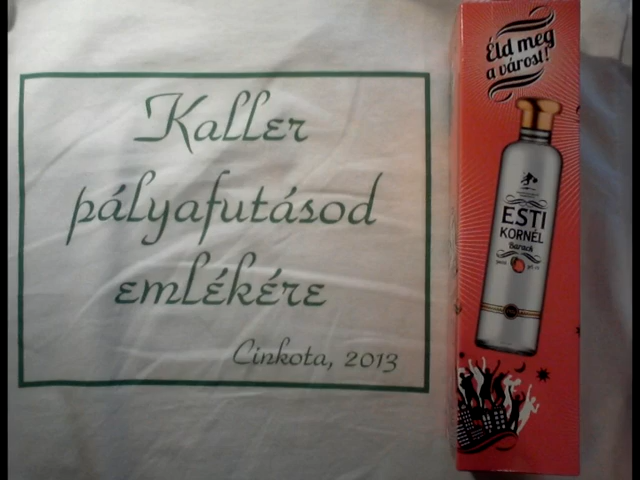 Kaller
pályafutásod
emlékére
Cinkota, 2013
Éld meg
a várost!
ESTI
KORNÉL
Barack